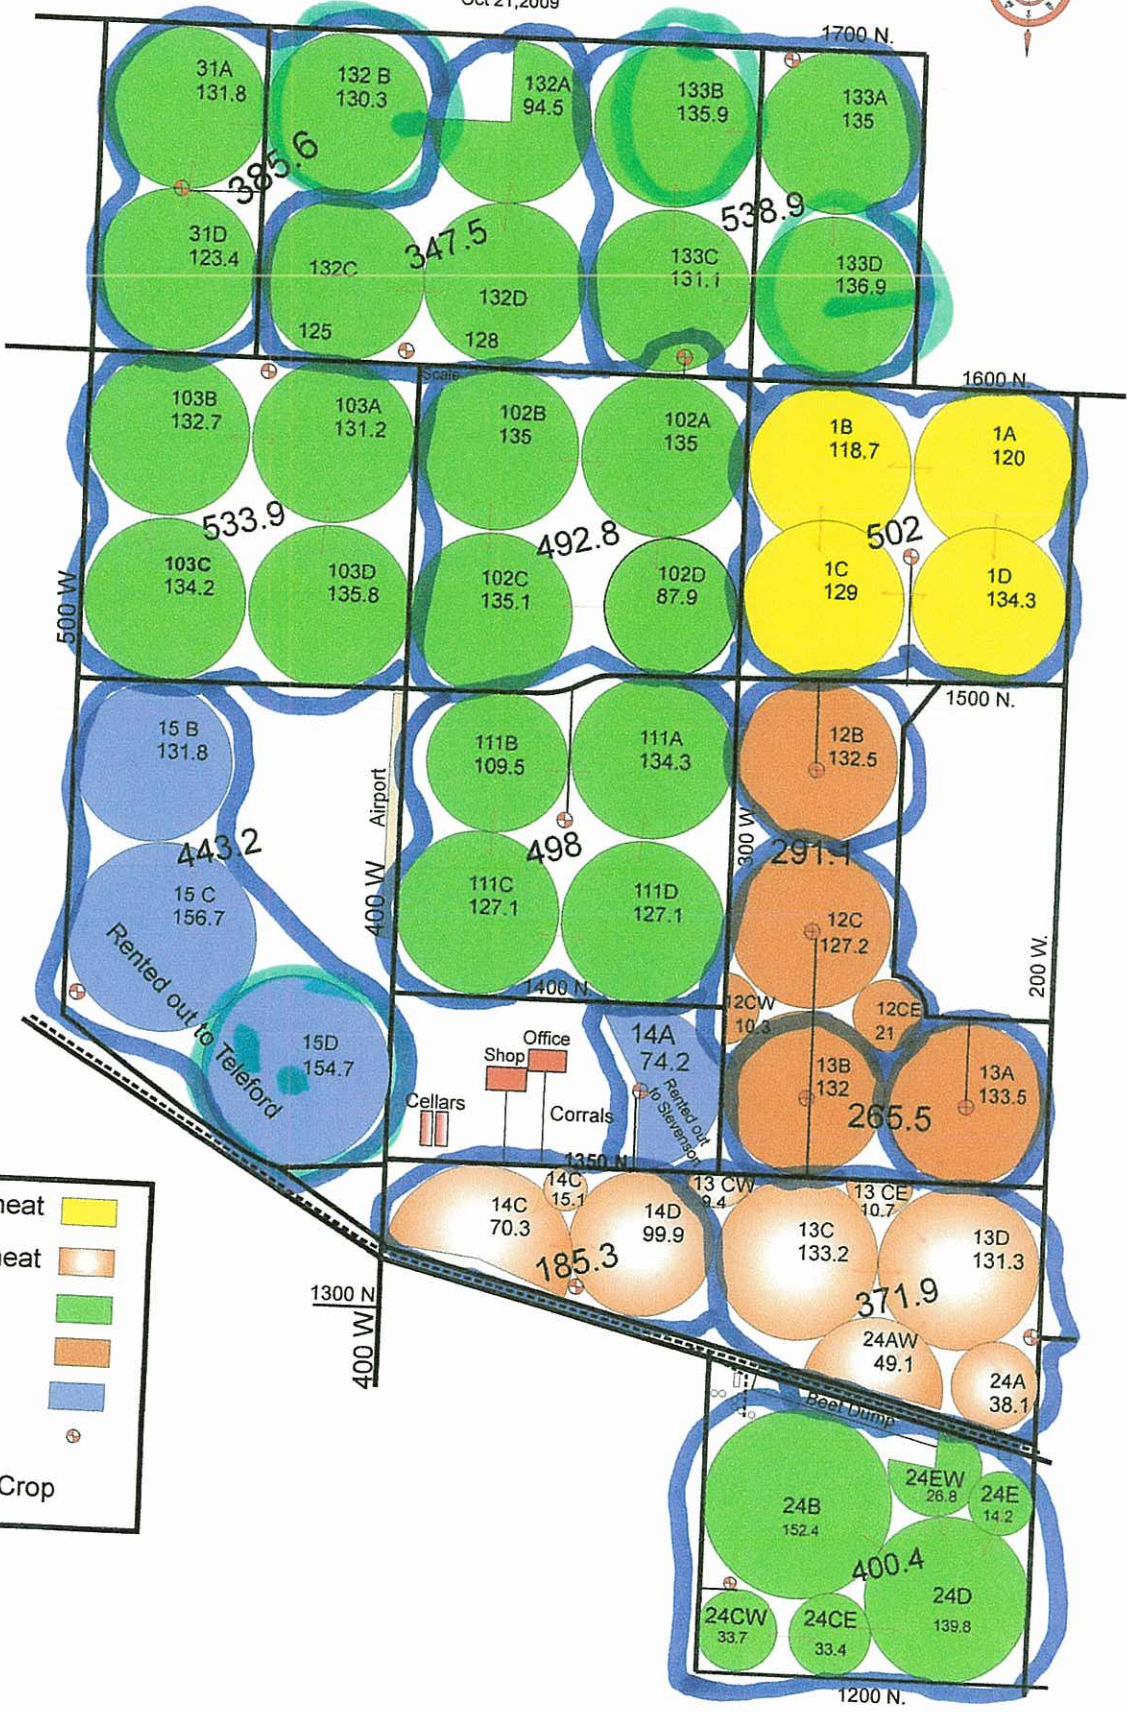 Oct 21,2009
1700 N.
31A
131.8
132 B
130.3
132A
94.5
133B
135.9
133A
135
385.6
538.9
31D
123.4
132C
125
347.5
132D
128
133C
131.1
133D
136.9
Scale
1600 N.
103B
132.7
103A
131.2
102B
135
102A
135
1B
118.7
1A
120
533.9
492.8
502
103C
134.2
103D
135.8
102C
135.1
102D
87.9
1C
129
1D
134.3
500 W
1500 N.
15 B
131.8
111B
109.5
111A
134.3
12B
132.5
Airport
300 W
443.2
498
291.1
15 C
156.7
400 W
111C
127.1
111D
127.1
12C
127.2
200 W.
Rented out to Teleford
1400 N.
12CW
10.3
12CE
21
15D
154.7
Office
Shop
14A
74.2
Rented out
to Stevenson
13B
132
13A
133.5
265.5
Cellars
Corrals
1350 N.
14C
15.1
13 CW
9.4
13 CE
10.7
14C
70.3
14D
99.9
13C
133.2
13D
131.3
185.3
371.9
1300 N
400 W
24AW
49.1
24A
38.1
Beet Dump
24EW
26.8
24E
14.2
24B
152.4
400.4
24D
139.8
24CW
33.7
24CE
33.4
1200 N.
heat
eat
Crop